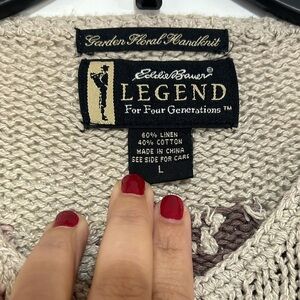 Garden Floral Handknit
Eddie Bauer
LEGEND
For Four Generations™
60% LINEN
40% COTTON
MADE IN CHINA
SEE SIDE FOR CARE
L